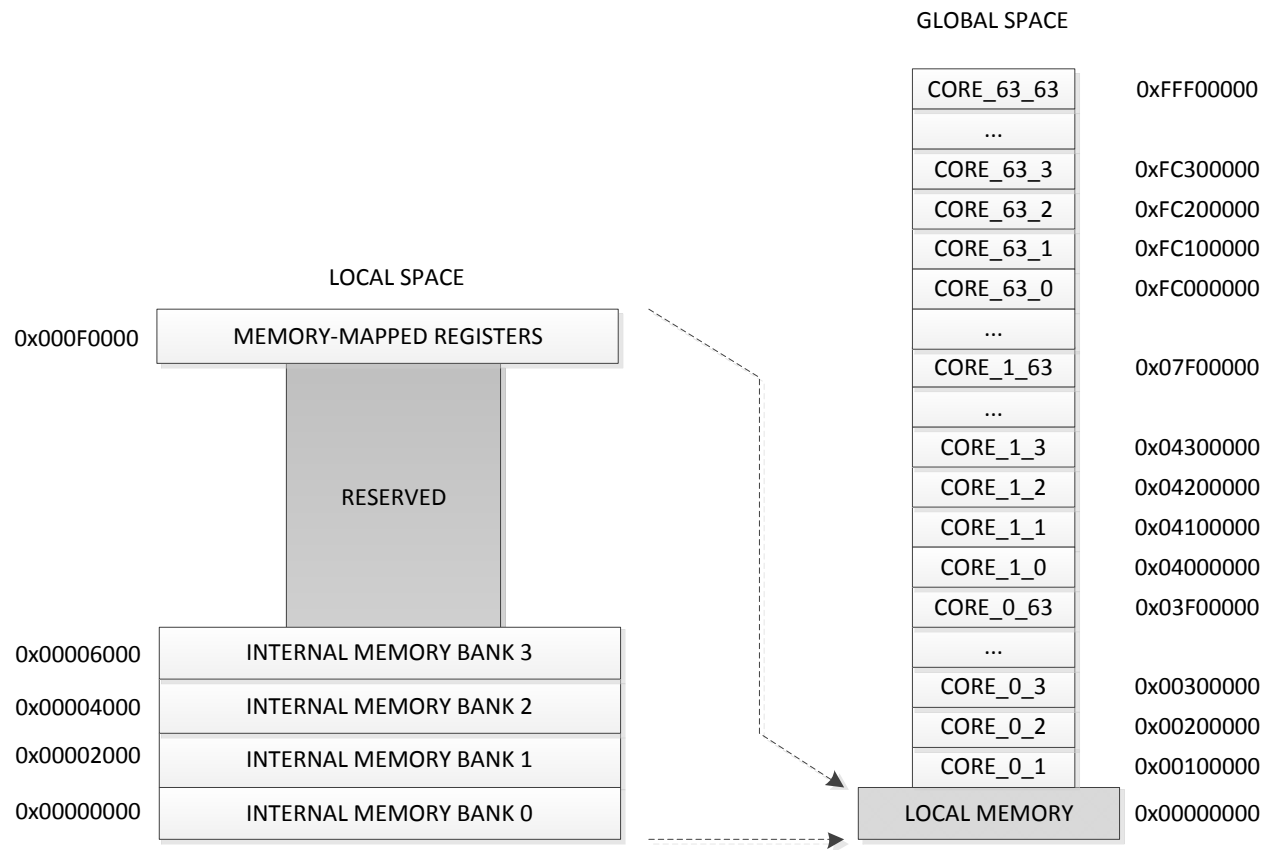 GLOBAL SPACE
CORE_63_63 0xFFF00000
...
CORE_63_3 0xFC300000
CORE_63_2 0xFC200000
CORE_63_1 0xFC100000
CORE_63_0 0xFC000000
...
CORE_1_63 0x07F00000
...
CORE_1_3 0x04300000
CORE_1_2 0x04200000
CORE_1_1 0x04100000
CORE_1_0 0x04000000
CORE_0_63 0x03F00000
...
CORE_0_3 0x00300000
CORE_0_2 0x00200000
CORE_0_1 0x00100000
LOCAL MEMORY 0x00000000
LOCAL SPACE
0x000F0000 MEMORY-MAPPED REGISTERS
RESERVED
0x00006000 INTERNAL MEMORY BANK 3
0x00004000 INTERNAL MEMORY BANK 2
0x00002000 INTERNAL MEMORY BANK 1
0x00000000 INTERNAL MEMORY BANK 0